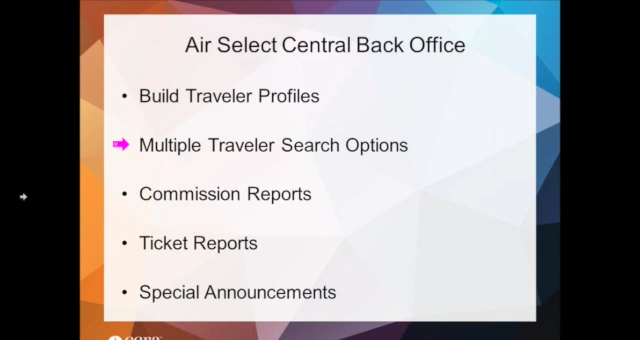 Air Select Central Back Office
• Build Traveler Profiles
Multiple Traveler Search Options
• Commission Reports
• Ticket Reports
• Special Announcements